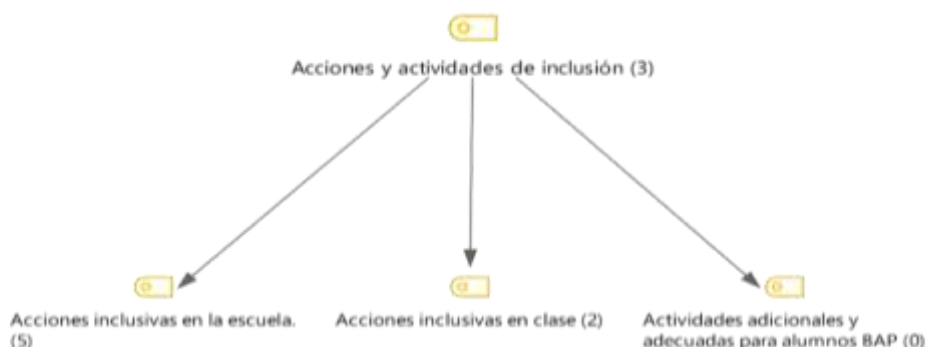 Acciones y actividades de inclusión (3)
Acciones inclusivas en la escuela.
(5)
Acciones inclusivas en clase (2)
Actividades adicionales y
adecuadas para alumnos BAP (0)